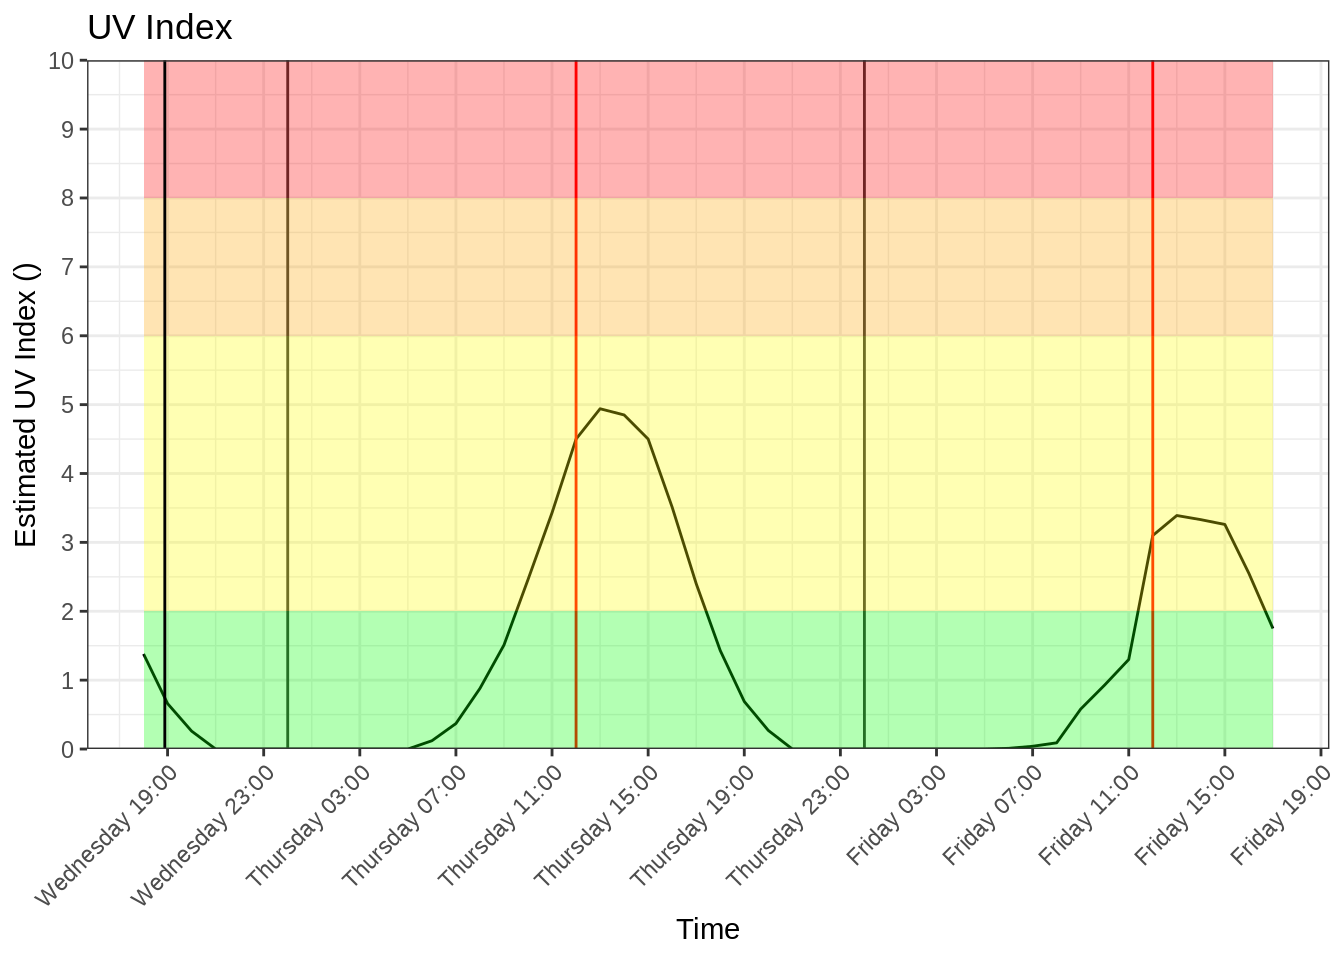 UV Index
Estimated UV Index ()
10
9
8
7
6
5
4
3
2
1
0
Wednesday 19:00
Wednesday 23:00
Thursday 03:00
Thursday 07:00
Thursday 11:00
Thursday 15:00
Thursday 19:00
Thursday 23:00
Friday 03:00
Friday 07:00
Friday 11:00
Friday 15:00
Friday 19:00
Time